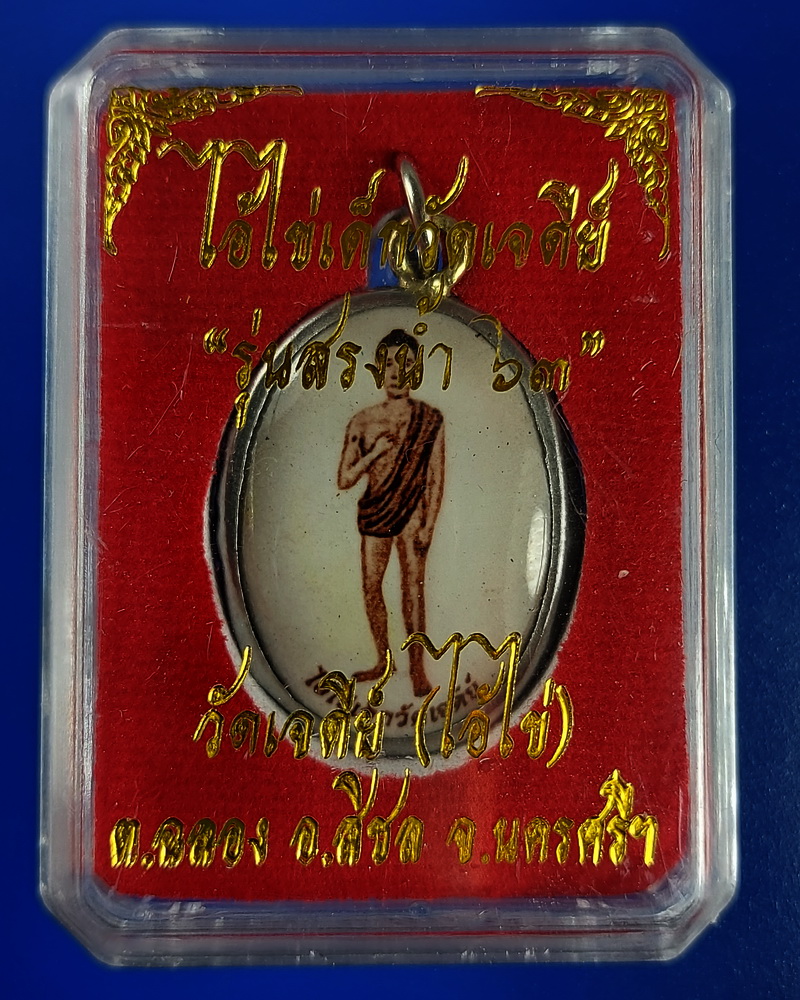 ไอ้ไข่เด็กวัดเจดีย์
“รุ่นสรงน้ำ ๖๓”
วัดเจดีย์ (ไอ้ไข่)
ต.ฉลอง อ.สิชล จ.นครศรีฯ